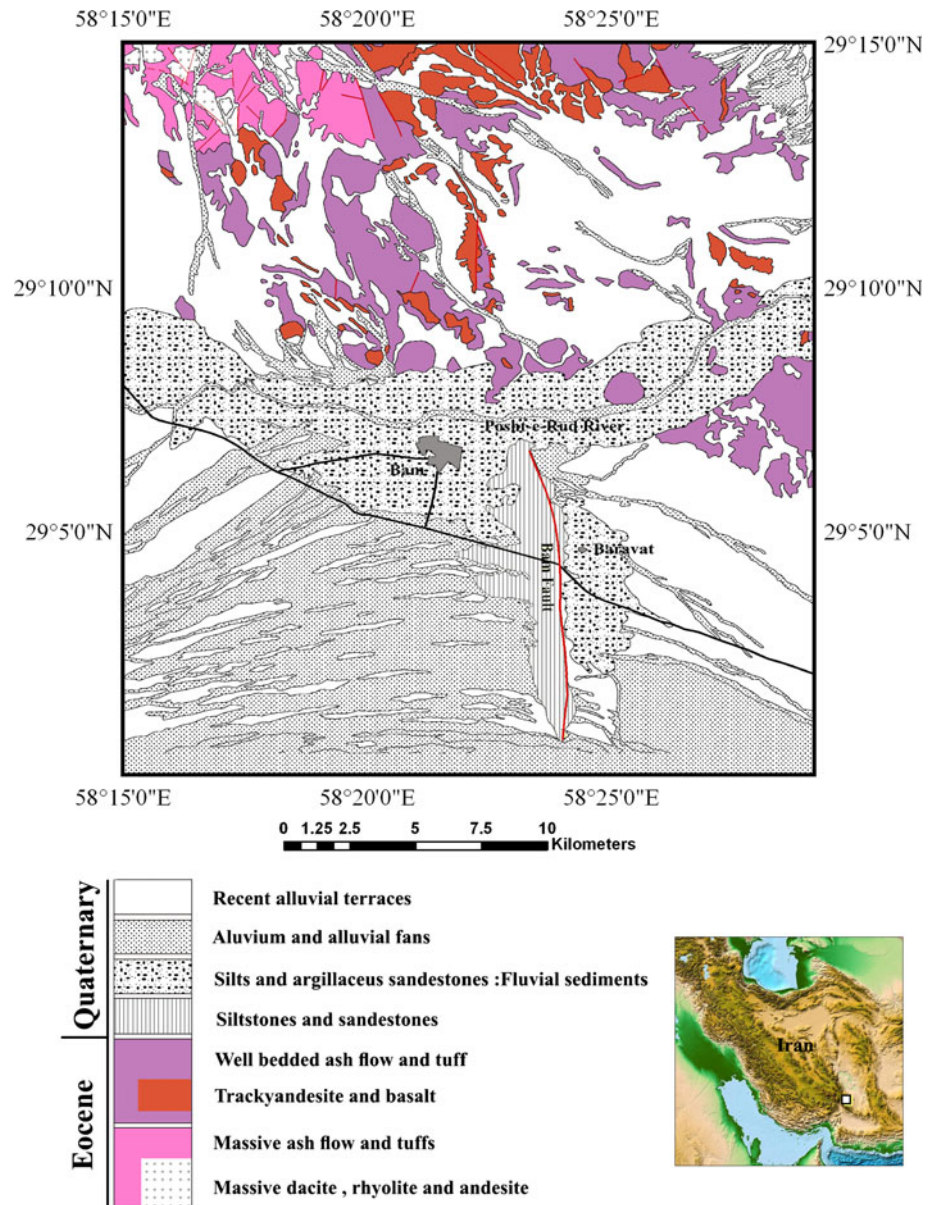 58°15'0"E 58°20'0"E 58°25'0"E
29°15'0"N 29°15'0"N
29°10'0"N 29°10'0"N
Posht-e-Rud River
Bam
29°5'0"N 29°5'0"N
Baravat
Bam Fault
58°15'0"E 58°20'0"E 58°25'0"E
0 1.25 2.5 5 7.5 10
Kilometers
Quaternary
Recent alluvial terraces
Aluvium and alluvial fans
Silts and argillaceus sandestones :Fluvial sediments
Siltstones and sandestones
Eocene
Well bedded ash flow and tuff
Trackyandesite and basalt
Massive ash flow and tuffs
Massive dacite , rhyolite and andesite
Iran